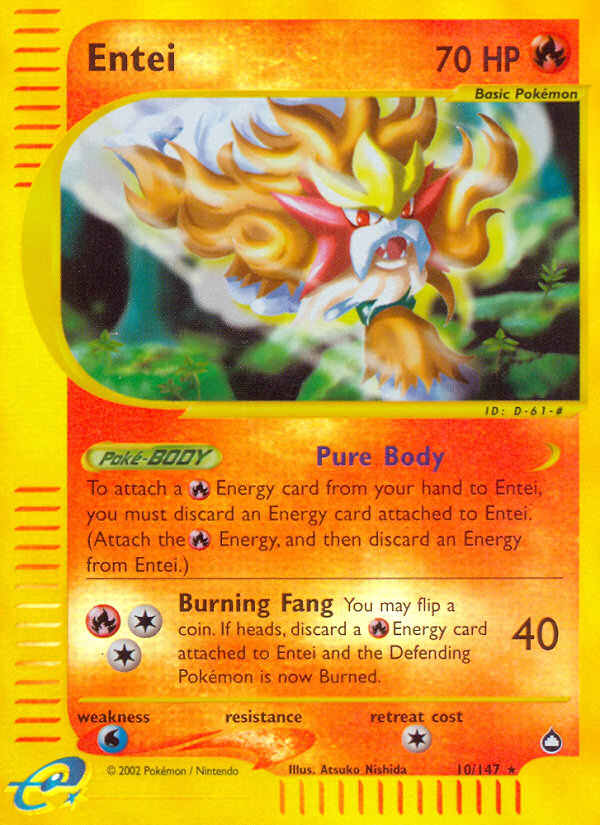 Entei 70 HP
Basic Pokémon
ID: D-61-#
Poké-BODY Pure Body
To attach a Energy card from your hand to Entei,
you must discard an Energy card attached to Entei.
(Attach the Energy, and then discard an Energy
from Entei.)
Burning Fang You may flip a
coin. If heads, discard a Energy card
attached to Entei and the Defending
Pokémon is now Burned.
40
weakness resistance retreat cost
© 2002 Pokémon / Nintendo Illus. Atsuko Nishida 10/147 ★
e